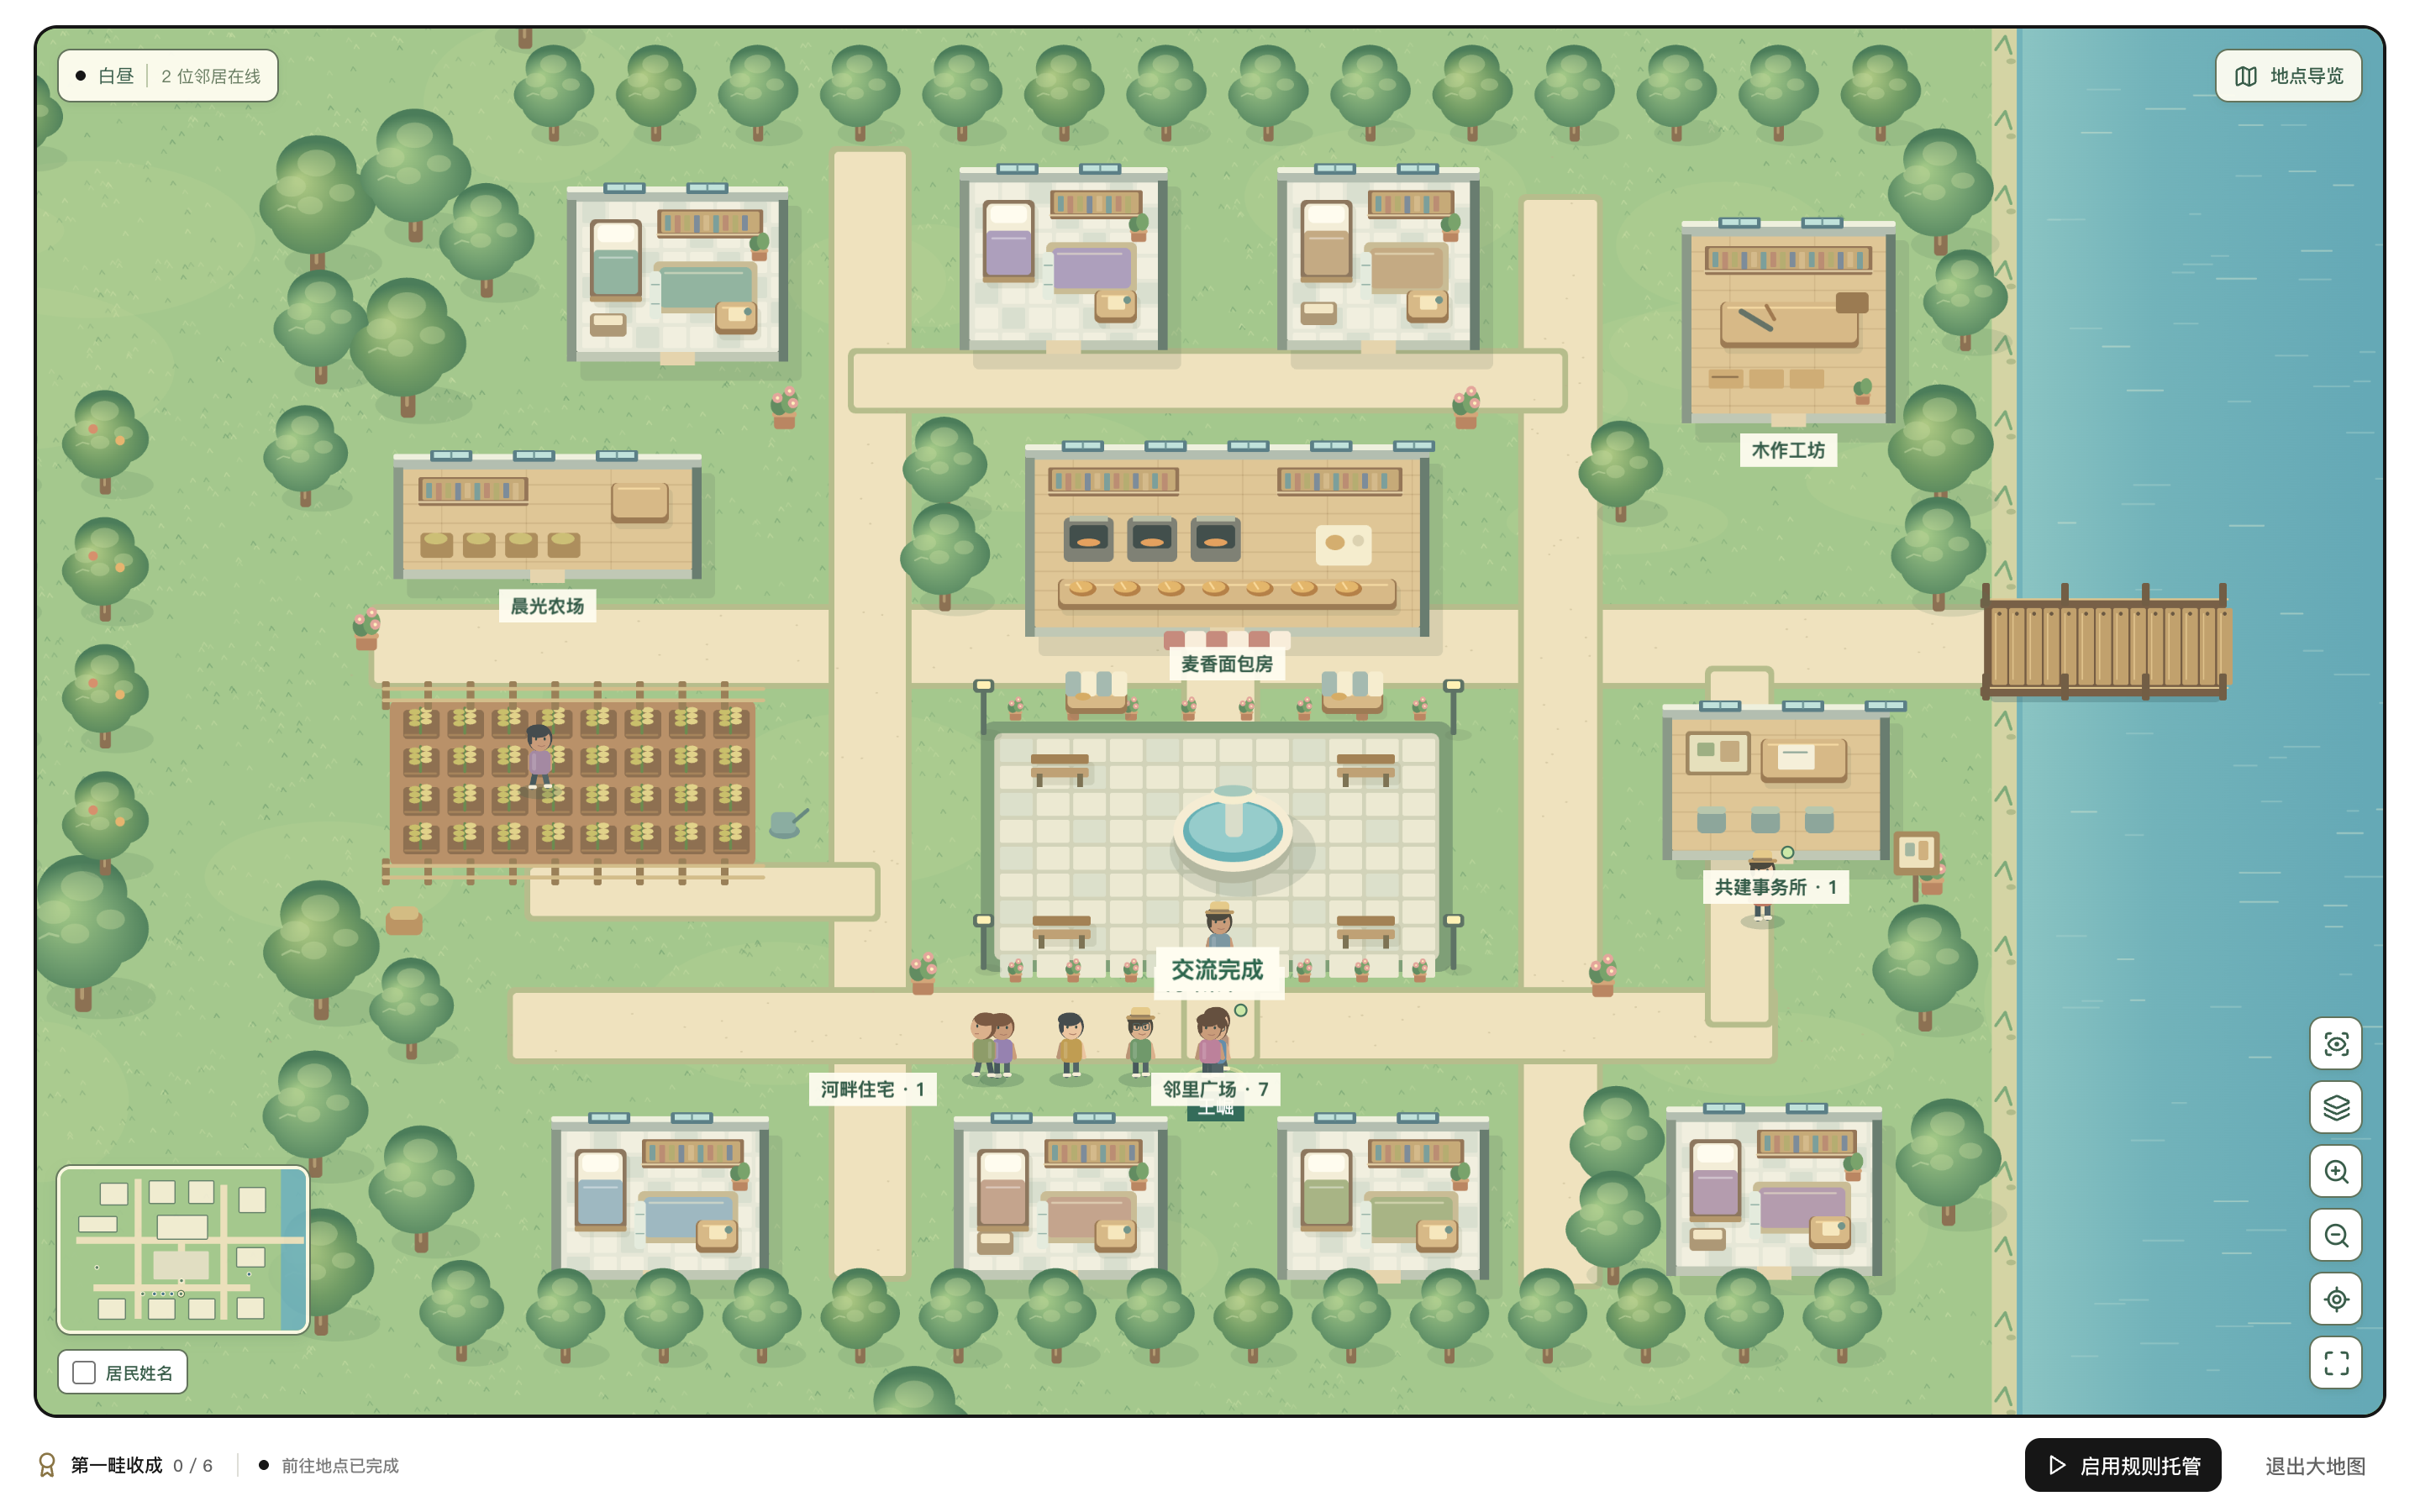 白昼 2 位邻居在线
地点导览
木作工坊
晨光农场
麦香面包房
共建事务所 · 1
交流完成
河畔住宅 · 1
邻里广场 · 7
居民姓名
第一畦收成 0 / 6 前往地点已完成
启用规则托管
退出大地图